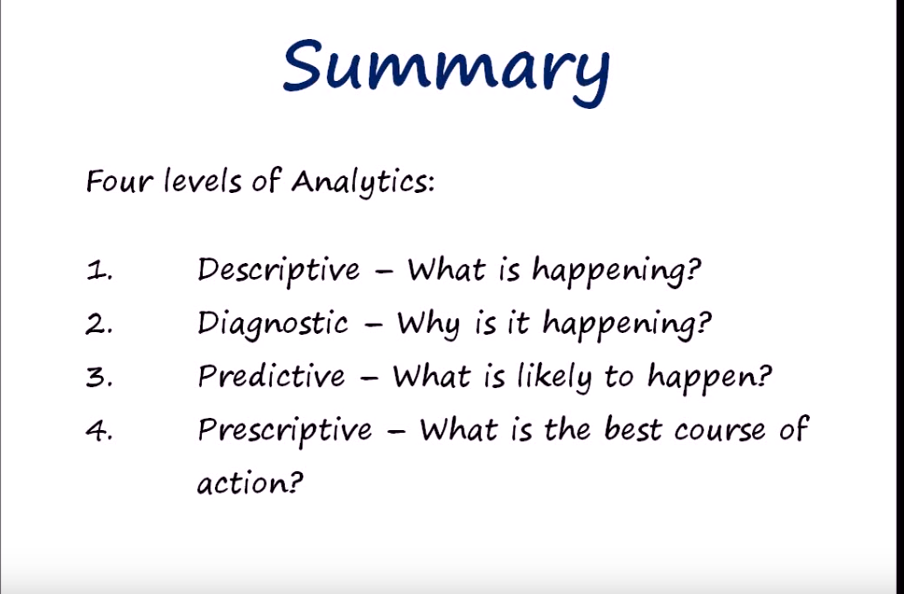 Summary
Four levels of Analytics:
1. Descriptive – What is happening?
2. Diagnostic – Why is it happening?
3. Predictive – What is likely to happen?
4. Prescriptive – What is the best course of
action?